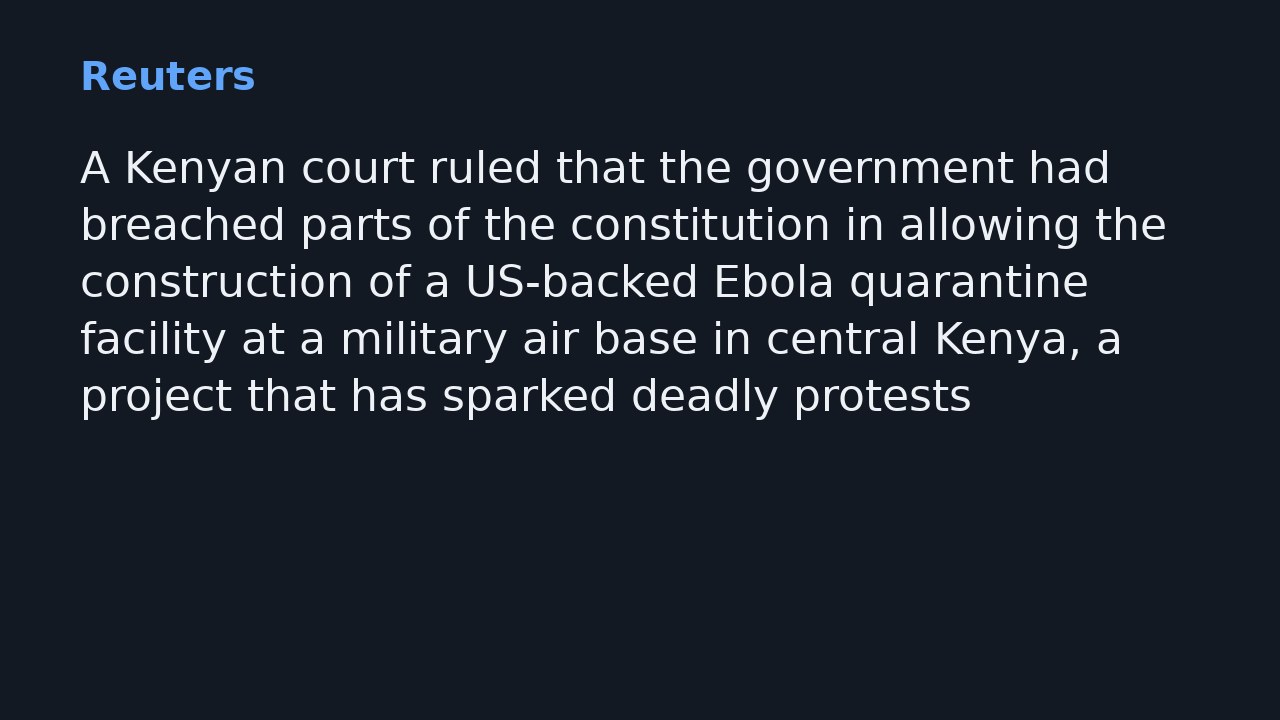 Reuters
A Kenyan court ruled that the government had
breached parts of the constitution in allowing the
construction of a US-backed Ebola quarantine
facility at a military air base in central Kenya, a
project that has sparked deadly protests